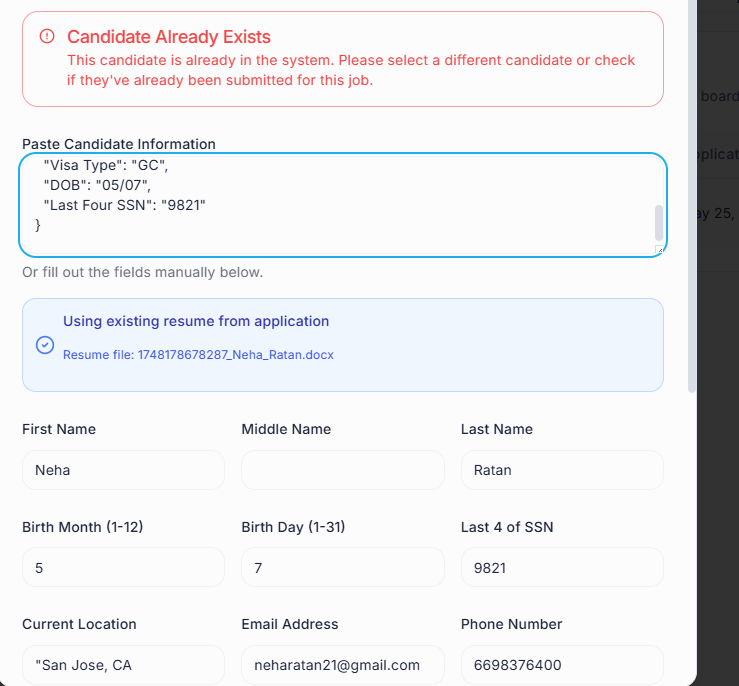 Candidate Already Exists
This candidate is already in the system. Please select a different candidate or check
if they've already been submitted for this job.
board
Paste Candidate Information
"Visa Type": "GC",
"DOB": "05/07",
"Last Four SSN": "9821"
}
ay 25,
Or fill out the fields manually below.
Using existing resume from application
Resume file: 1748178678287_Neha_Ratan.docx
First Name
Middle Name
Last Name
Neha
Ratan
Birth Month (1-12)
Birth Day (1-31)
Last 4 of SSN
5
7
9821
Current Location
Email Address
Phone Number
"San Jose, CA
neharatan21@gmail.com
6698376400